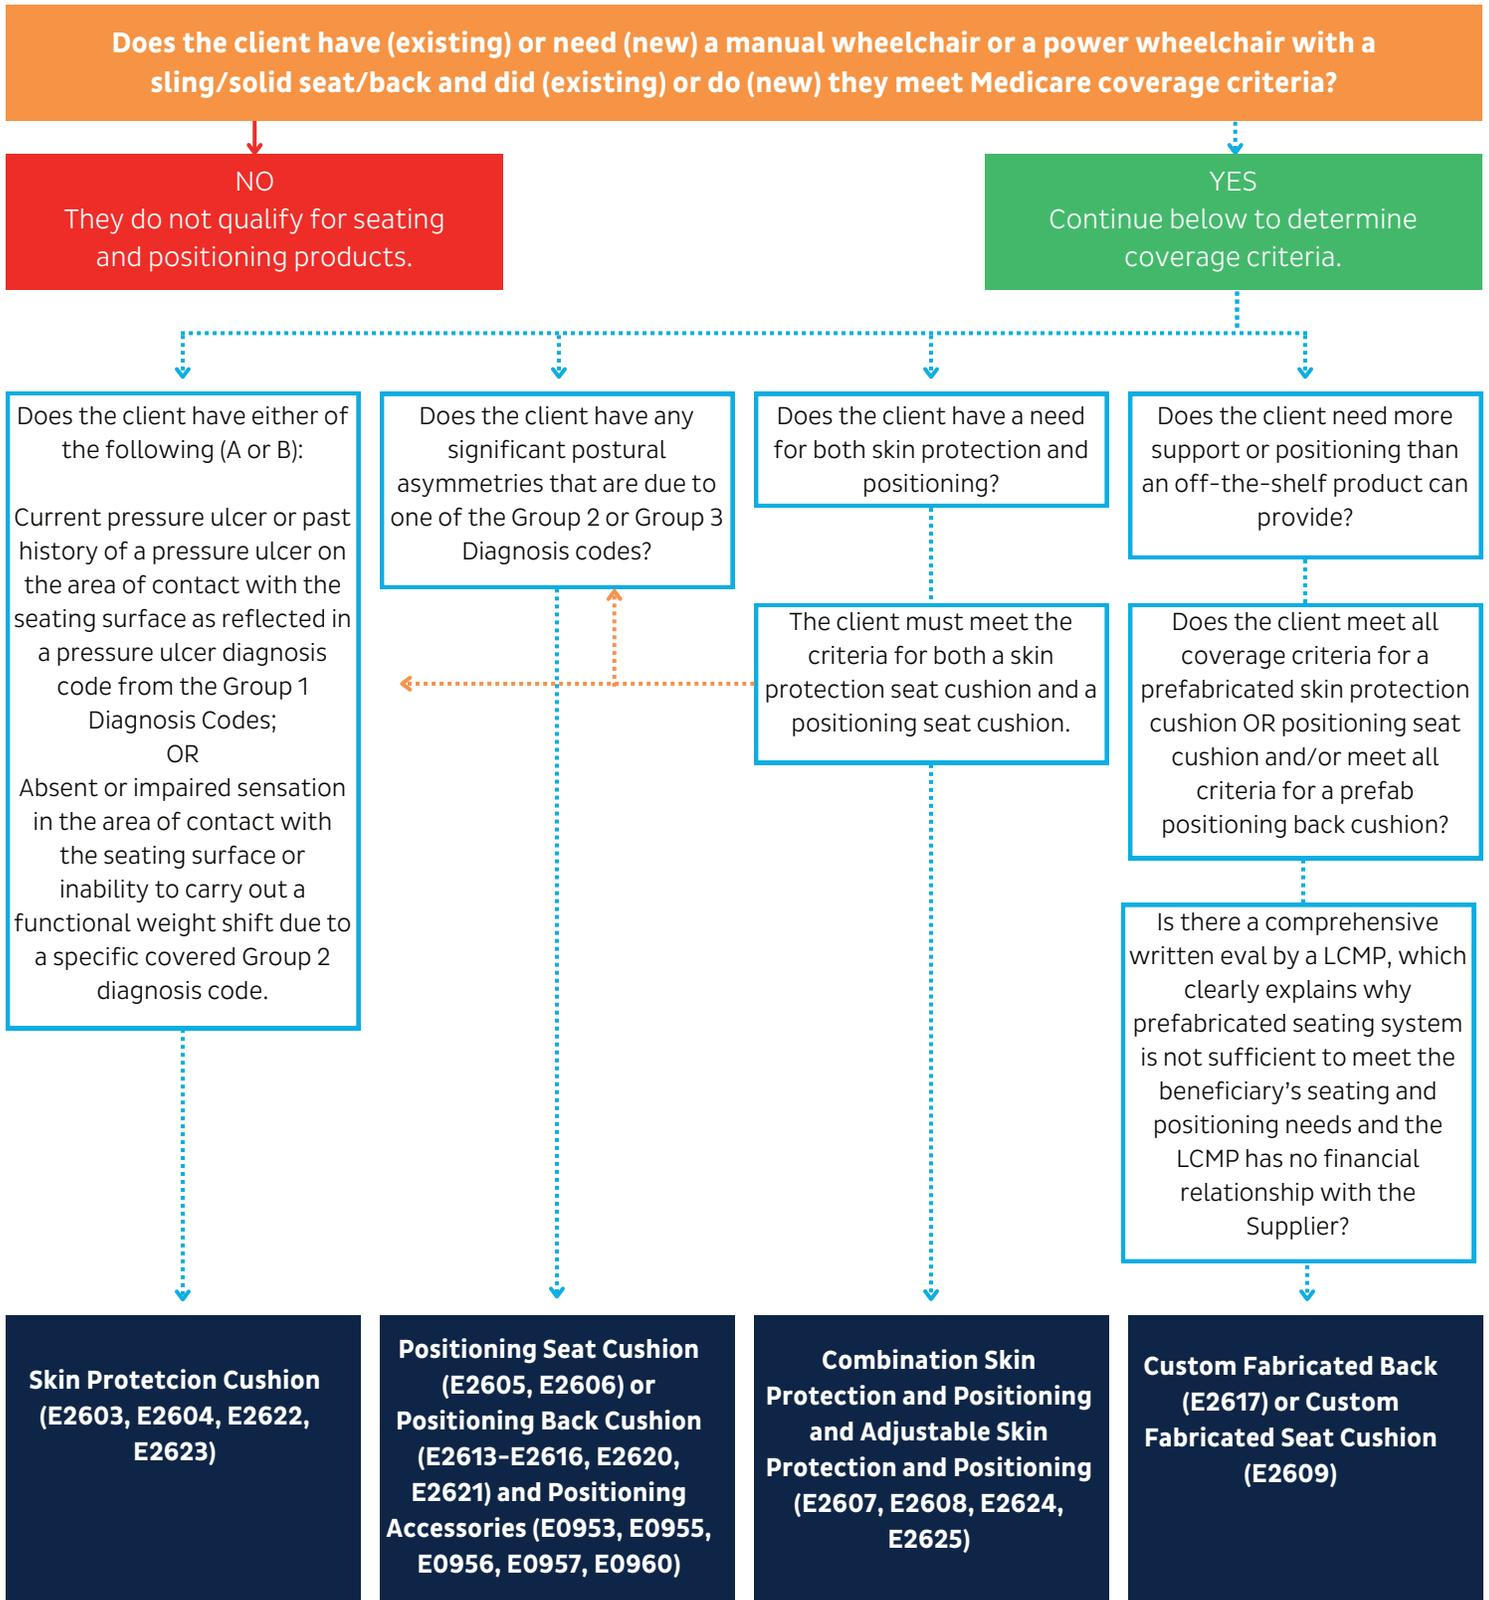 Does the client have (existing) or need (new) a manual wheelchair or a power wheelchair with a
sling/solid seat/back and did (existing) or do (new) they meet Medicare coverage criteria?
NO
They do not qualify for seating
and positioning products.
YES
Continue below to determine
coverage criteria.
Does the client have either of
the following (A or B):
Current pressure ulcer or past
history of a pressure ulcer on
the area of contact with the
seating surface as reflected in
a pressure ulcer diagnosis
code from the Group 1
Diagnosis Codes;
OR
Absent or impaired sensation
in the area of contact with
the seating surface or
inability to carry out a
functional weight shift due to
a specific covered Group 2
diagnosis code.
Does the client have any
significant postural
asymmetries that are due to
one of the Group 2 or Group 3
Diagnosis codes?
Does the client have a need
for both skin protection and
positioning?
The client must meet the
criteria for both a skin
protection seat cushion and a
positioning seat cushion.
Does the client need more
support or positioning than
an off-the-shelf product can
provide?
Does the client meet all
coverage criteria for a
prefabricated skin protection
cushion OR positioning seat
cushion and/or meet all
criteria for a prefab
positioning back cushion?
Is there a comprehensive
written eval by a LCMP, which
clearly explains why
prefabricated seating system
is not sufficient to meet the
beneficiary's seating and
positioning needs and the
LCMP has no financial
relationship with the
Supplier?
Skin Protetcion Cushion
(E2603, E2604, E2622,
E2623)
Positioning Seat Cushion
(E2605, E2606) or
Positioning Back Cushion
(E2613-E2616, E2620,
E2621) and Positioning
Accessories (E0953, E0955,
E0956, E0957, E0960)
Combination Skin
Protection and Positioning
and Adjustable Skin
Protection and Positioning
(E2607, E2608, E2624,
E2625)
Custom Fabricated Back
(E2617) or Custom
Fabricated Seat Cushion
(E2609)